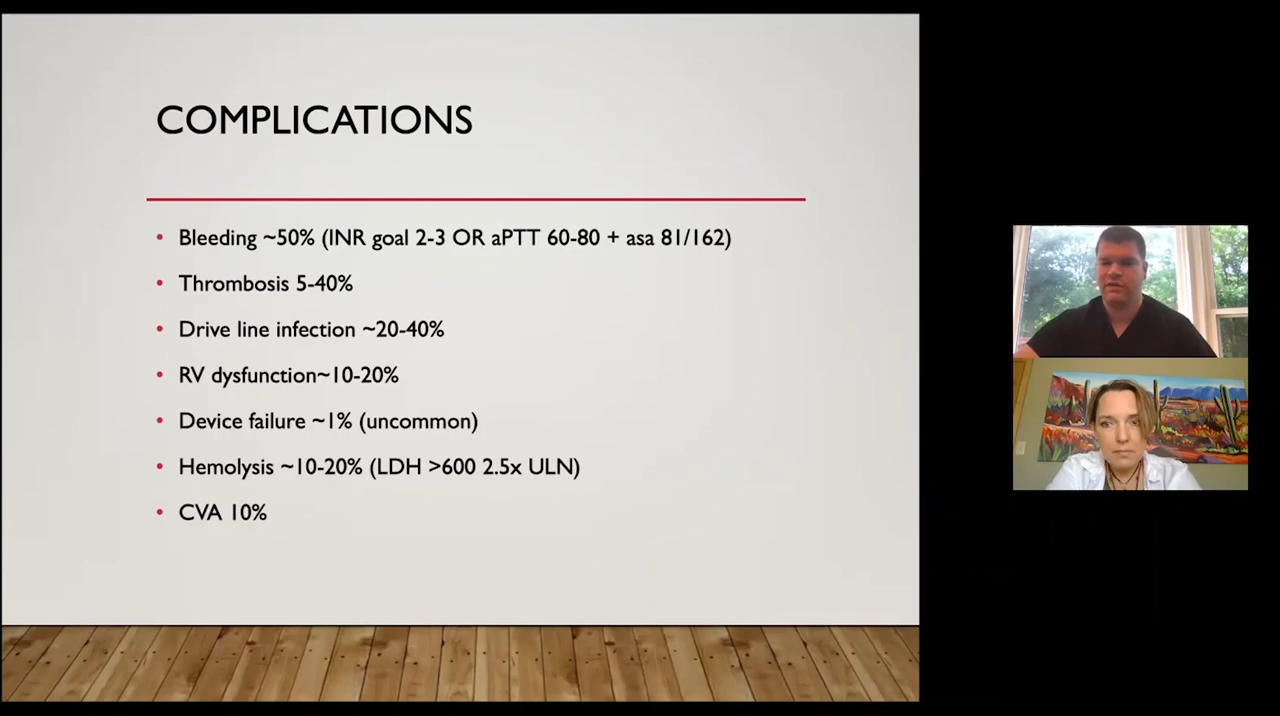 COMPLICATIONS
• Bleeding ~50% (INR goal 2-3 OR aPTT 60-80 + asa 81/162)
• Thrombosis 5-40%
• Drive line infection ~20-40%
• RV dysfunction~10-20%
• Device failure ~1% (uncommon)
• Hemolysis ~10-20% (LDH >600 2.5x ULN)
• CVA 10%